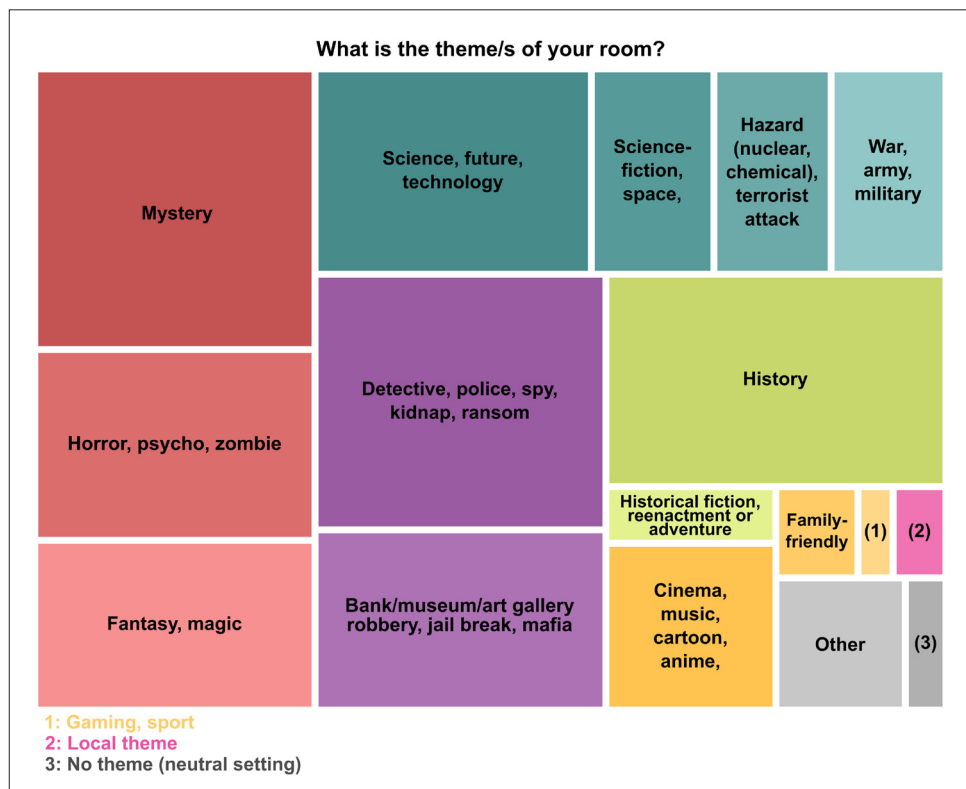 What is the theme/s of your room?
Mystery
Science, future,
technology
Science-
fiction,
space,
Hazard
(nuclear,
chemical),
terrorist
attack
War,
army,
military
Horror, psycho, zombie
Detective, police, spy,
kidnap, ransom
History
Historical fiction,
reenactment or
adventure
Family-
friendly
(1)
(2)
Fantasy, magic
Bank/museum/art gallery
robbery, jail break, mafia
Cinema,
music,
cartoon,
anime,
Other
(3)
1: Gaming, sport
2: Local theme
3: No theme (neutral setting)